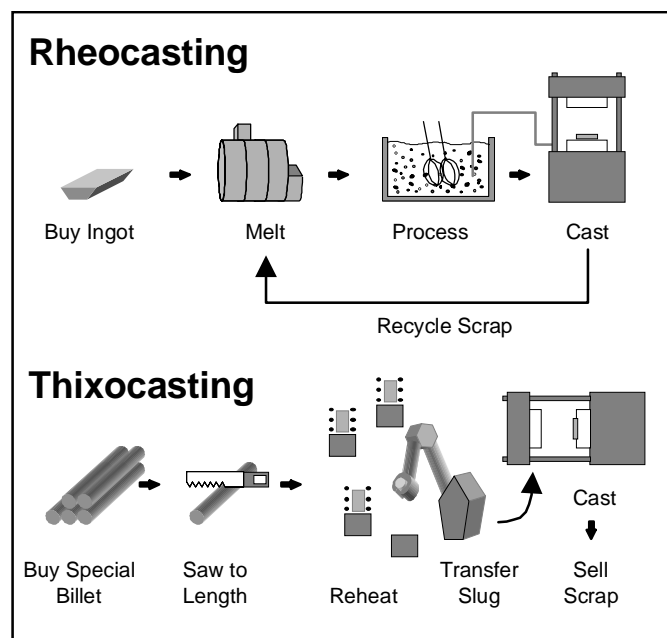 Rheocasting
Buy Ingot
Melt
Process
Cast
Recycle Scrap
Thixocasting
Cast
Buy Special
Billet
Saw to
Length
Reheat
Transfer
Slug
Sell
Scrap